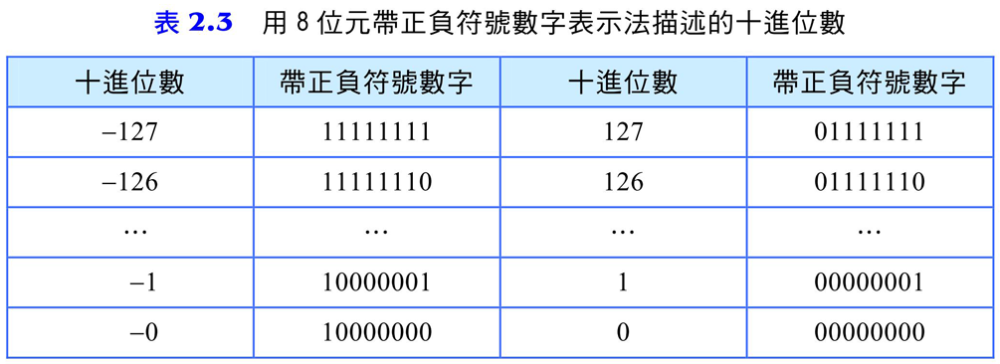 表 2.3 用 8 位元帶正負符號數字表示法描述的十進位數
十進位數 帶正負符號數字 十進位數 帶正負符號數字
–127 11111111 127 01111111
–126 11111110 126 01111110
… … … …
–1 10000001 1 00000001
–0 10000000 0 00000000